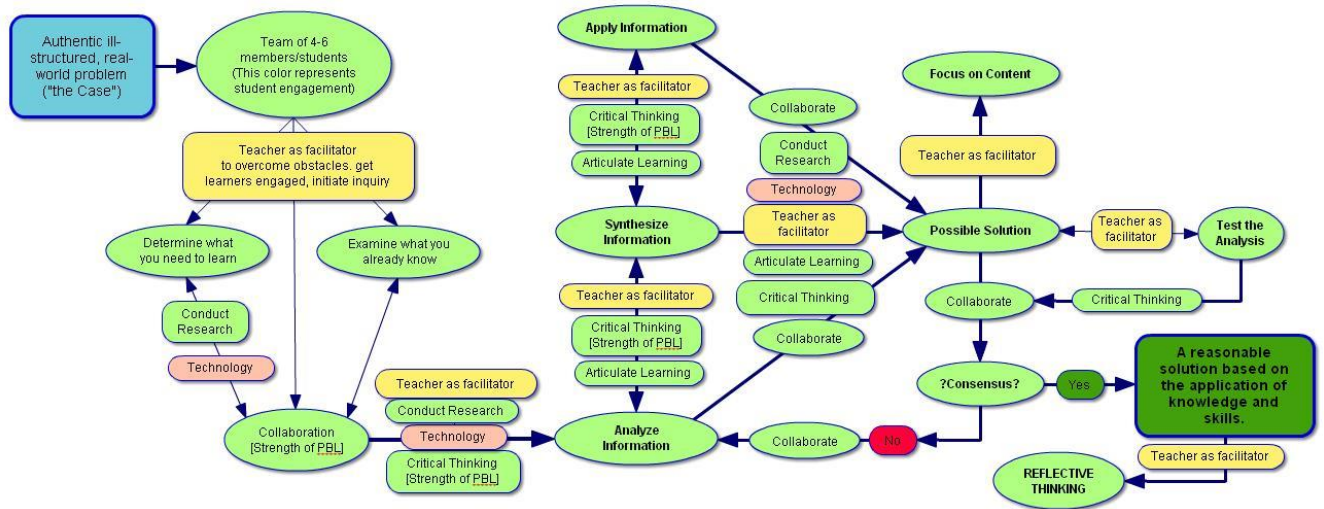 Authentic ill-
structured, real-
world problem
("the Case")
Team of 4-6
members/students
(This color represents
student engagement)
Teacher as facilitator
to overcome obstacles. get
learners engaged, initiate inquiry
Determine what
you need to learn
Examine what you
already know
Conduct
Research
Technology
Collaboration
[Strength of PBL]
Teacher as facilitator
Conduct Research
Technology
Critical Thinking
[Strength of PBL]
Apply Information
Teacher as facilitator
Critical Thinking
[Strength of PBL]
Articulate Learning
Synthesize
Information
Teacher as facilitator
Critical Thinking
[Strength of PBL]
Articulate Learning
Analyze
Information
Collaborate
Conduct
Research
Technology
Teacher as
facilitator
Articulate Learning
Critical Thinking
Collaborate
Focus on Content
Teacher as facilitator
Possible Solution
Teacher as
facilitator
Test the
Analysis
Collaborate
Critical Thinking
?Consensus?
Yes
No
Collaborate
A reasonable
solution based on
the application of
knowledge and
skills.
Teacher as facilitator
REFLECTIVE
THINKING